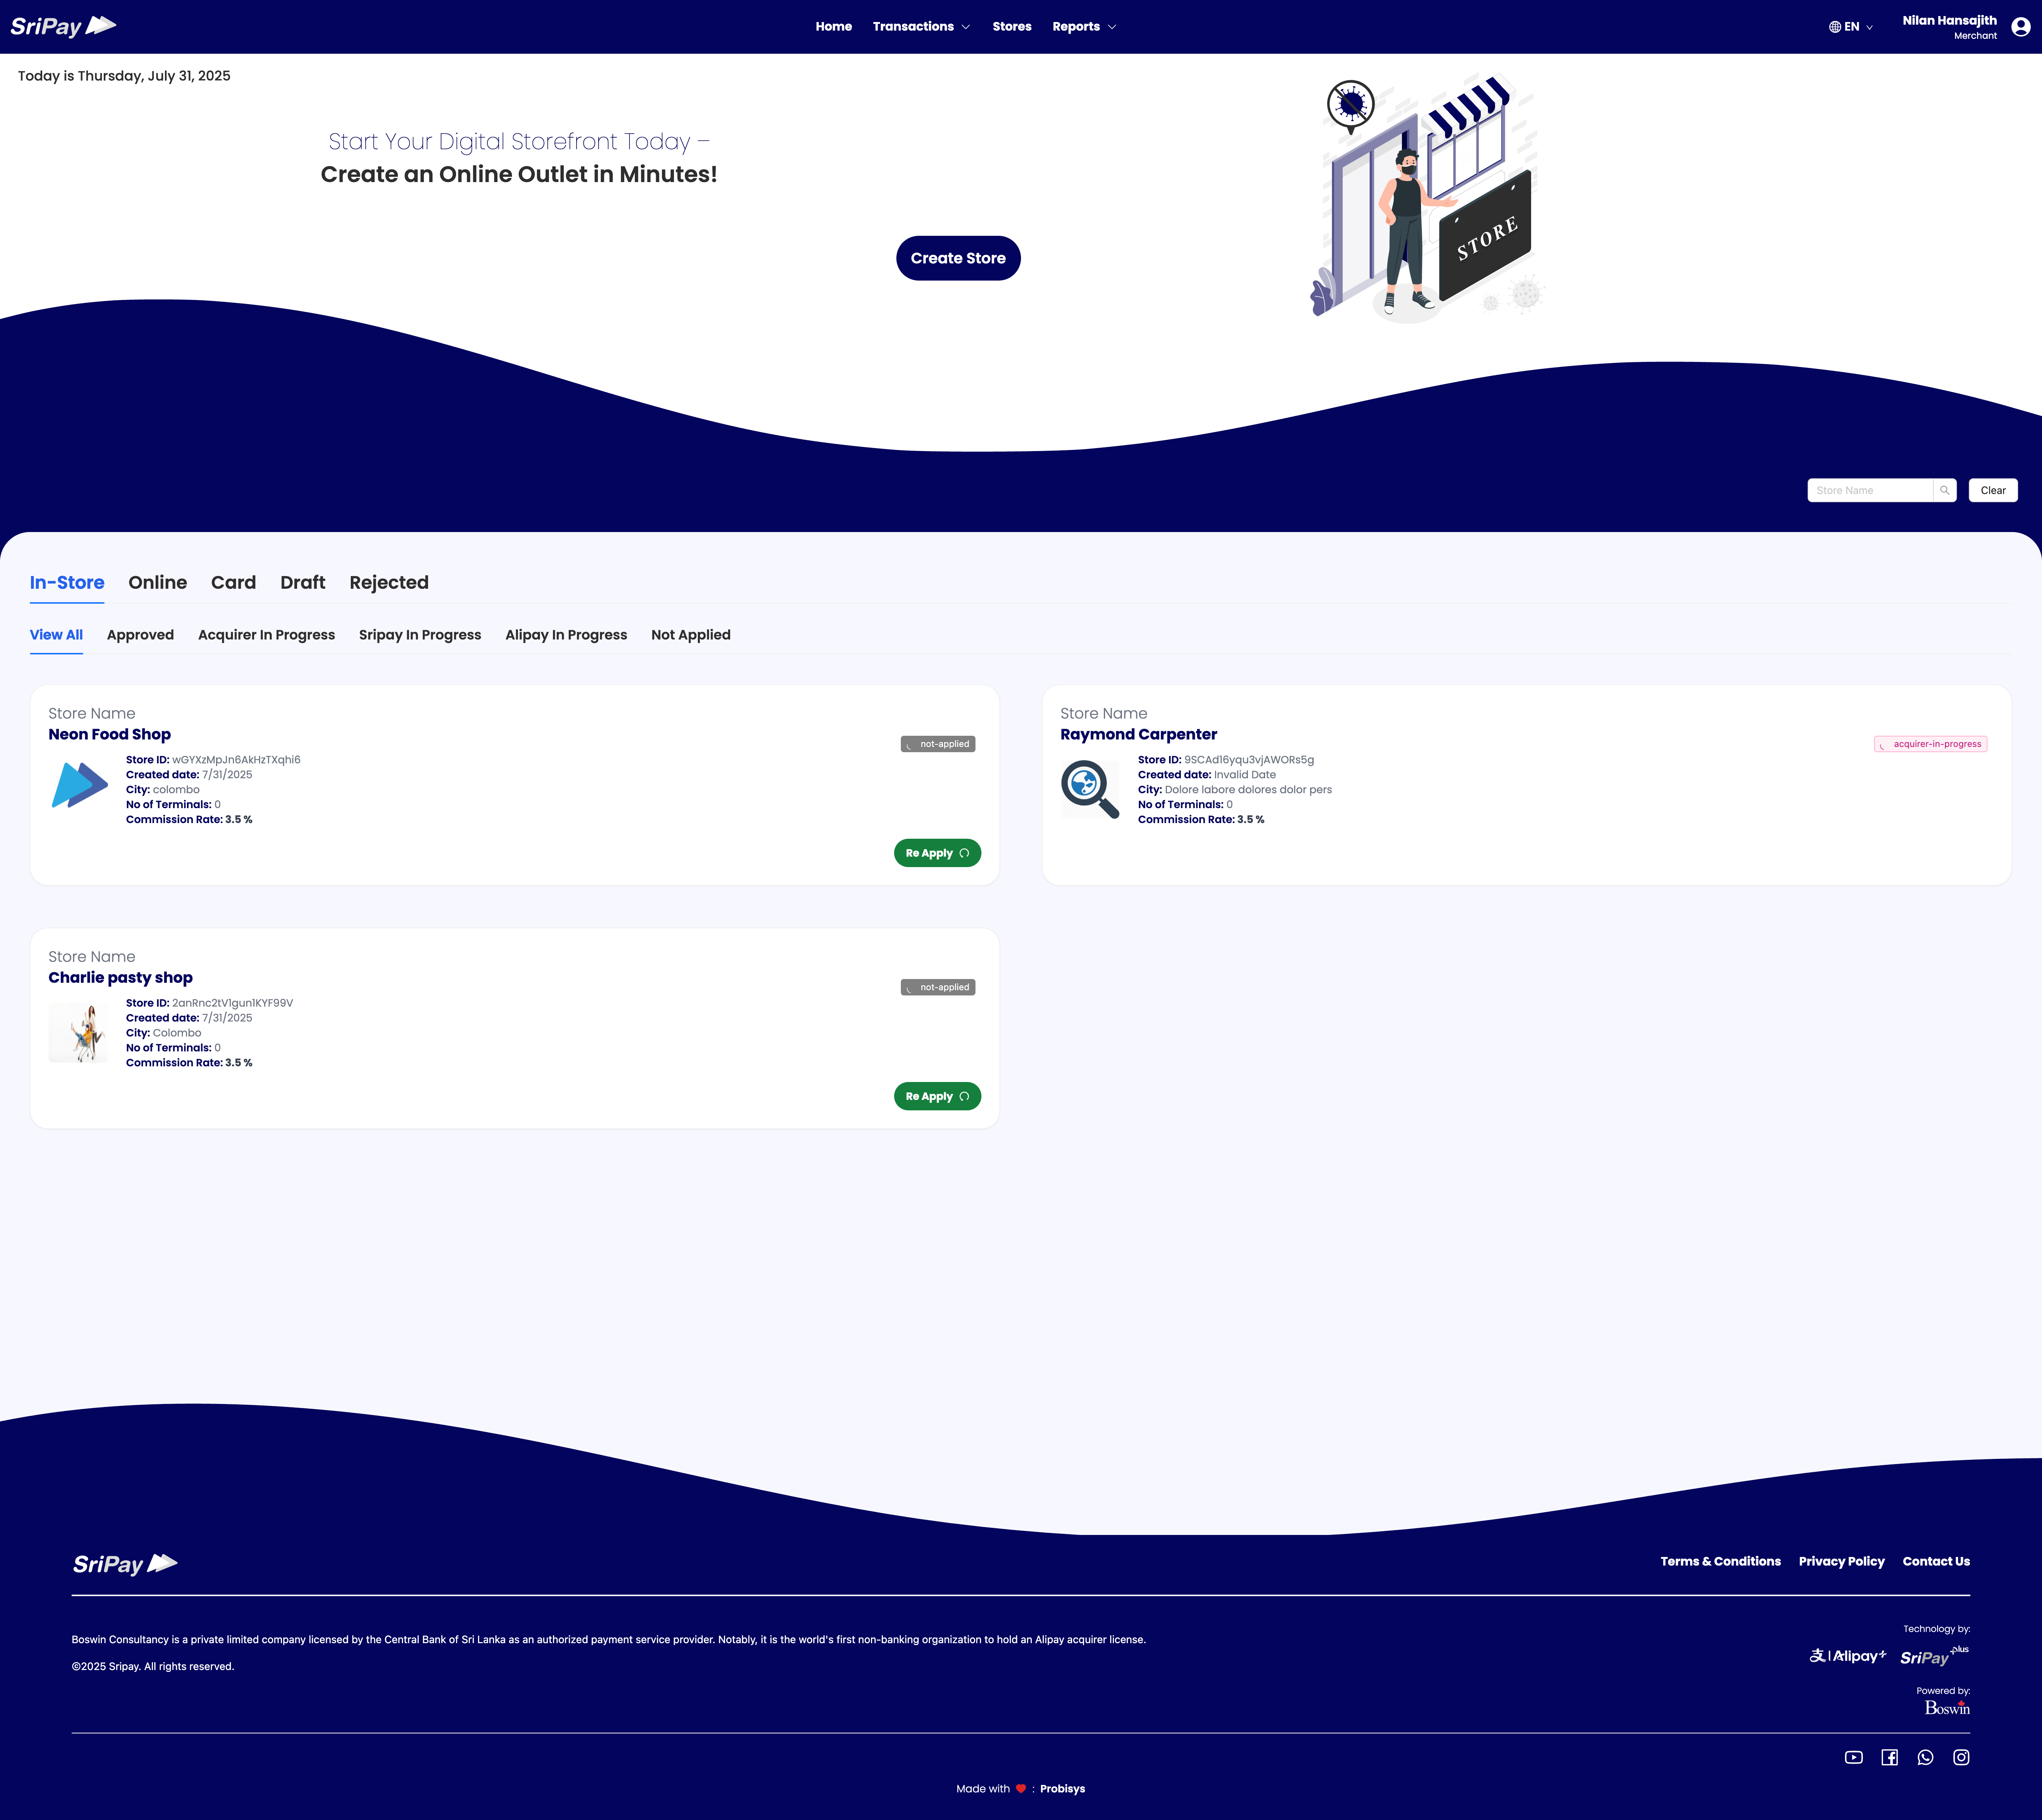 SriPay
Home Transactions Stores Reports
EN
Nilan Hansajith
Merchant
Today is Thursday, July 31, 2025
Start Your Digital Storefront Today –
Create an Online Outlet in Minutes!
Create Store
STORE
Store Name
Clear
In-Store Online Card Draft Rejected
View All Approved Acquirer In Progress Sripay In Progress Alipay In Progress Not Applied
Store Name
Neon Food Shop
not-applied
Store ID: wGYXzMpJn6AkHzTXqhi6
Created date: 7/31/2025
City: colombo
No of Terminals: 0
Commission Rate: 3.5 %
Re Apply
Store Name
Raymond Carpenter
acquirer-in-progress
Store ID: 9SCAd16yqu3vjAWORs5g
Created date: Invalid Date
City: Dolore labore dolores dolor pers
No of Terminals: 0
Commission Rate: 3.5 %
Store Name
Charlie pasty shop
not-applied
Store ID: 2anRnc2tV1gun1KYF99V
Created date: 7/31/2025
City: Colombo
No of Terminals: 0
Commission Rate: 3.5 %
Re Apply
SriPay
Terms & Conditions Privacy Policy Contact Us
Boswin Consultancy is a private limited company licensed by the Central Bank of Sri Lanka as an authorized payment service provider. Notably, it is the world's first non-banking organization to hold an Alipay acquirer license.
©2025 Sripay. All rights reserved.
Technology by:
支 | Alipay+ SriPay plus
Powered by:
Boswin
Made with ❤ : Probisys